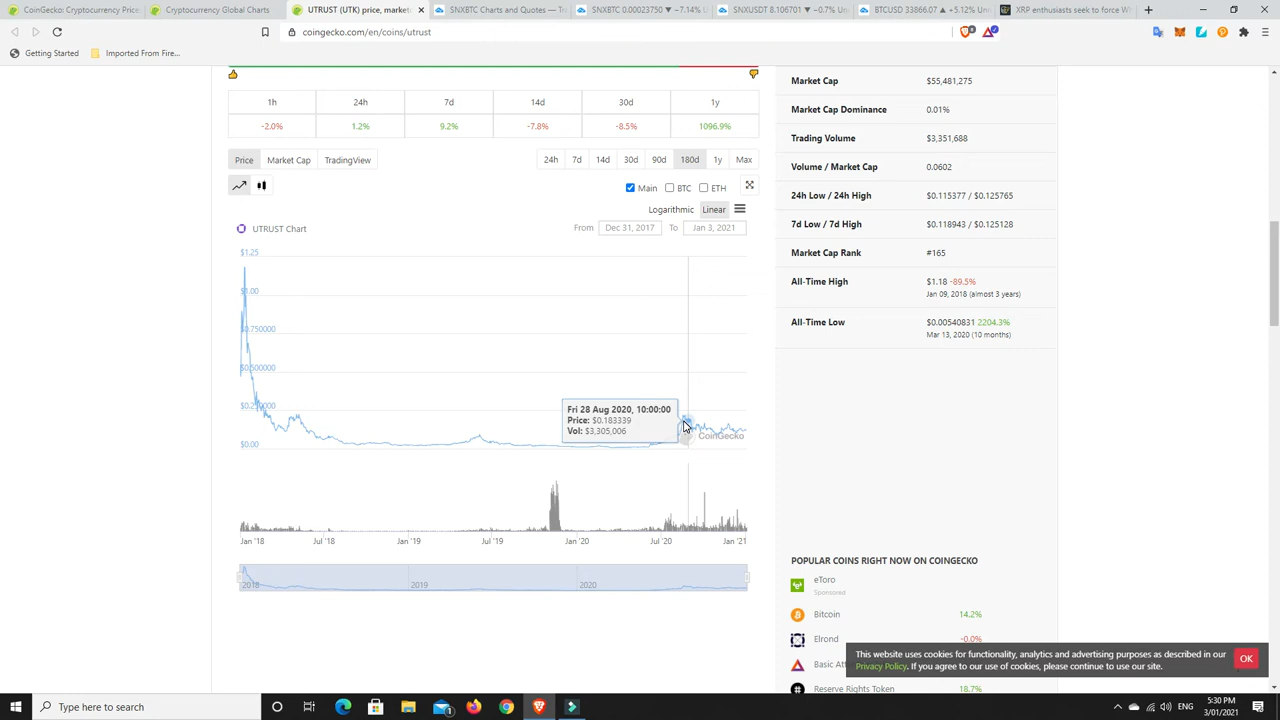 CoinGecko: Cryptocurrency Price
Cryptocurrency Global Charts
UTRUST (UTK) price, marketc
SNXBTC Charts and Quotes — Tra
SNXBTC 0.00023750 −7.14% D
SNXUSDT 8.106701 −0.7% Un
BTCUSD 33866.07 ▲ +5.12% Un
XRP enthusiasts seek to force W
coingecko.com/en/coins/utrust
Getting Started
Imported From Fire...
1h 24h 7d 14d 30d 1y
-2.0% 1.2% 9.2% -7.8% -8.5% 1096.9%
Price Market Cap TradingView
24h 7d 14d 30d 90d 180d 1y Max
Main BTC ETH
Logarithmic Linear
UTRUST Chart
From Dec 31, 2017 To Jan 3, 2021
$1.25
$1.00
$0.750000
$0.500000
$0.250000
$0.00
Fri 28 Aug 2020, 10:00:00
Price: $0.183339
Vol: $3,305,006
CoinGecko
Jan '18 Jul '18 Jan '19 Jul '19 Jan '20 Jul '20 Jan '21
2018 2019 2020
Market Cap $55,481,275
Market Cap Dominance 0.01%
Trading Volume $3,351,688
Volume / Market Cap 0.0602
24h Low / 24h High $0.115377 / $0.125765
7d Low / 7d High $0.118943 / $0.125128
Market Cap Rank #165
All-Time High $1.18 -89.5%
Jan 09, 2018 (almost 3 years)
All-Time Low $0.00540831 2204.3%
Mar 13, 2020 (10 months)
POPULAR COINS RIGHT NOW ON COINGECKO
eToro
Sponsored
Bitcoin 14.2%
Elrond -0.0%
Basic Att
Reserve Rights Token 18.7%
This website uses cookies for functionality, analytics and advertising purposes as described in our
Privacy Policy. If you agree to our use of cookies, please continue to use our site.
OK
Type here to search
ENG
5:30 PM
3/01/2021